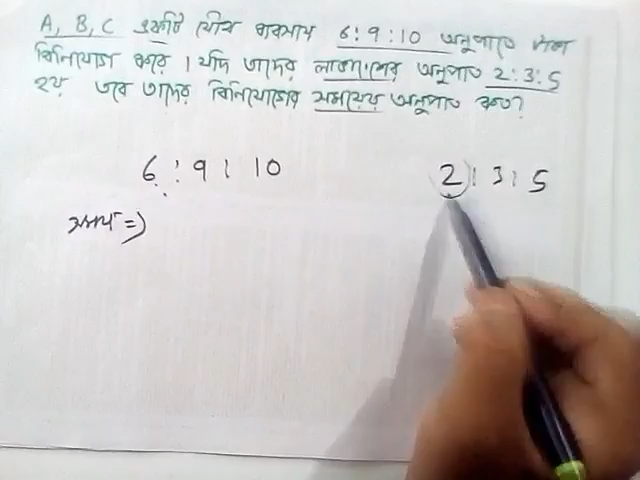 A, B, C একটি যৌথ ব্যবসায় 6:9:10 অনুপাতে মূলধন
বিনিয়োগ করে। যদি তাদের লভ্যাংশের অনুপাত 2:3:5
হয় তবে তাদের বিনিয়োগের সময়ের অনুপাত কত?
6 : 9 : 10 2 : 3 : 5
সময় =>